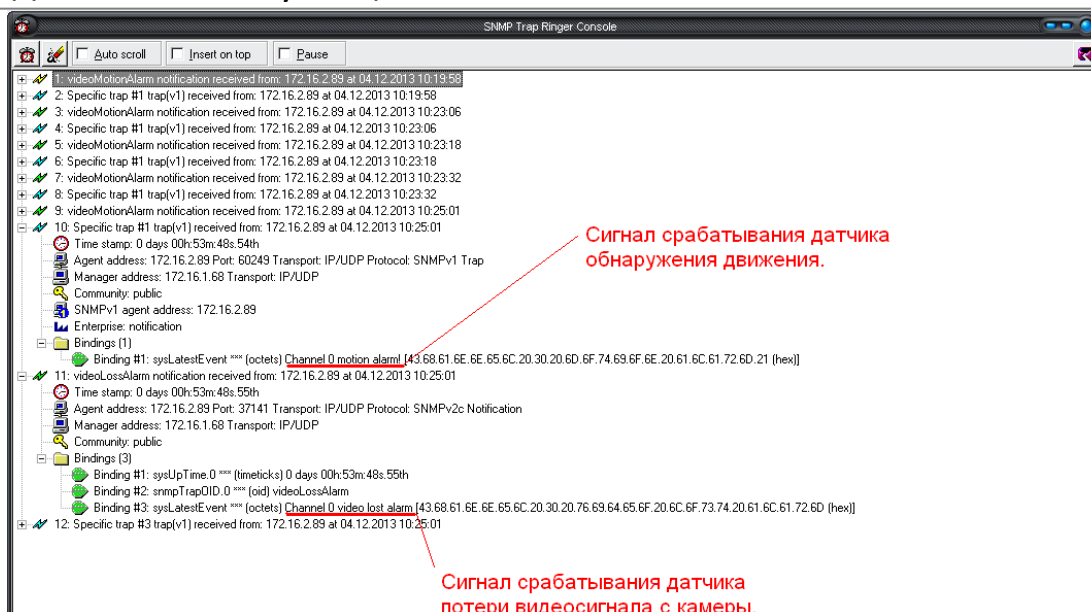 SNMP Trap Ringer Console
Auto scroll Insert on top Pause
1: videoMotionAlarm notification received from: 172.16.2.89 at 04.12.2013 10:19:58
2: Specific trap #1 trap(v1) received from: 172.16.2.89 at 04.12.2013 10:19:58
3: videoMotionAlarm notification received from: 172.16.2.89 at 04.12.2013 10:23:06
4: Specific trap #1 trap(v1) received from: 172.16.2.89 at 04.12.2013 10:23:06
5: videoMotionAlarm notification received from: 172.16.2.89 at 04.12.2013 10:23:18
6: Specific trap #1 trap(v1) received from: 172.16.2.89 at 04.12.2013 10:23:18
7: videoMotionAlarm notification received from: 172.16.2.89 at 04.12.2013 10:23:32
8: Specific trap #1 trap(v1) received from: 172.16.2.89 at 04.12.2013 10:23:32
9: videoMotionAlarm notification received from: 172.16.2.89 at 04.12.2013 10:25:01
10: Specific trap #1 trap(v1) received from: 172.16.2.89 at 04.12.2013 10:25:01
Time stamp: 0 days 00h:53m:48s.54th
Agent address: 172.16.2.89 Port: 60249 Transport: IP/UDP Protocol: SNMPv1 Trap
Manager address: 172.16.1.68 Transport: IP/UDP
Community: public
SNMPv1 agent address: 172.16.2.89
Enterprise: notification
Bindings (1)
Binding #1: sysLatestEvent *** (octets) Channel 0 motion alarm! [43.68.61.6E.6E.65.6C.20.30.20.6D.6F.74.69.6F.6E.20.61.6C.61.72.6D.21 (hex)]
11: videoLossAlarm notification received from: 172.16.2.89 at 04.12.2013 10:25:01
Time stamp: 0 days 00h:53m:48s.55th
Agent address: 172.16.2.89 Port: 37141 Transport: IP/UDP Protocol: SNMPv2c Notification
Manager address: 172.16.1.68 Transport: IP/UDP
Community: public
Bindings (3)
Binding #1: sysUpTime.0 *** (timeticks) 0 days 00h:53m:48s.55th
Binding #2: snmpTrapOID.0 *** (oid) videoLossAlarm
Binding #3: sysLatestEvent *** (octets) Channel 0 video lost alarm [43.68.61.6E.6E.65.6C.20.30.20.76.69.64.65.6F.20.6C.6F.73.74.20.61.6C.61.72.6D (hex)]
12: Specific trap #3 trap(v1) received from: 172.16.2.89 at 04.12.2013 10:25:01
Сигнал срабатывания датчика
обнаружения движения.
Сигнал срабатывания датчика
потери видеосигнала с камеры.